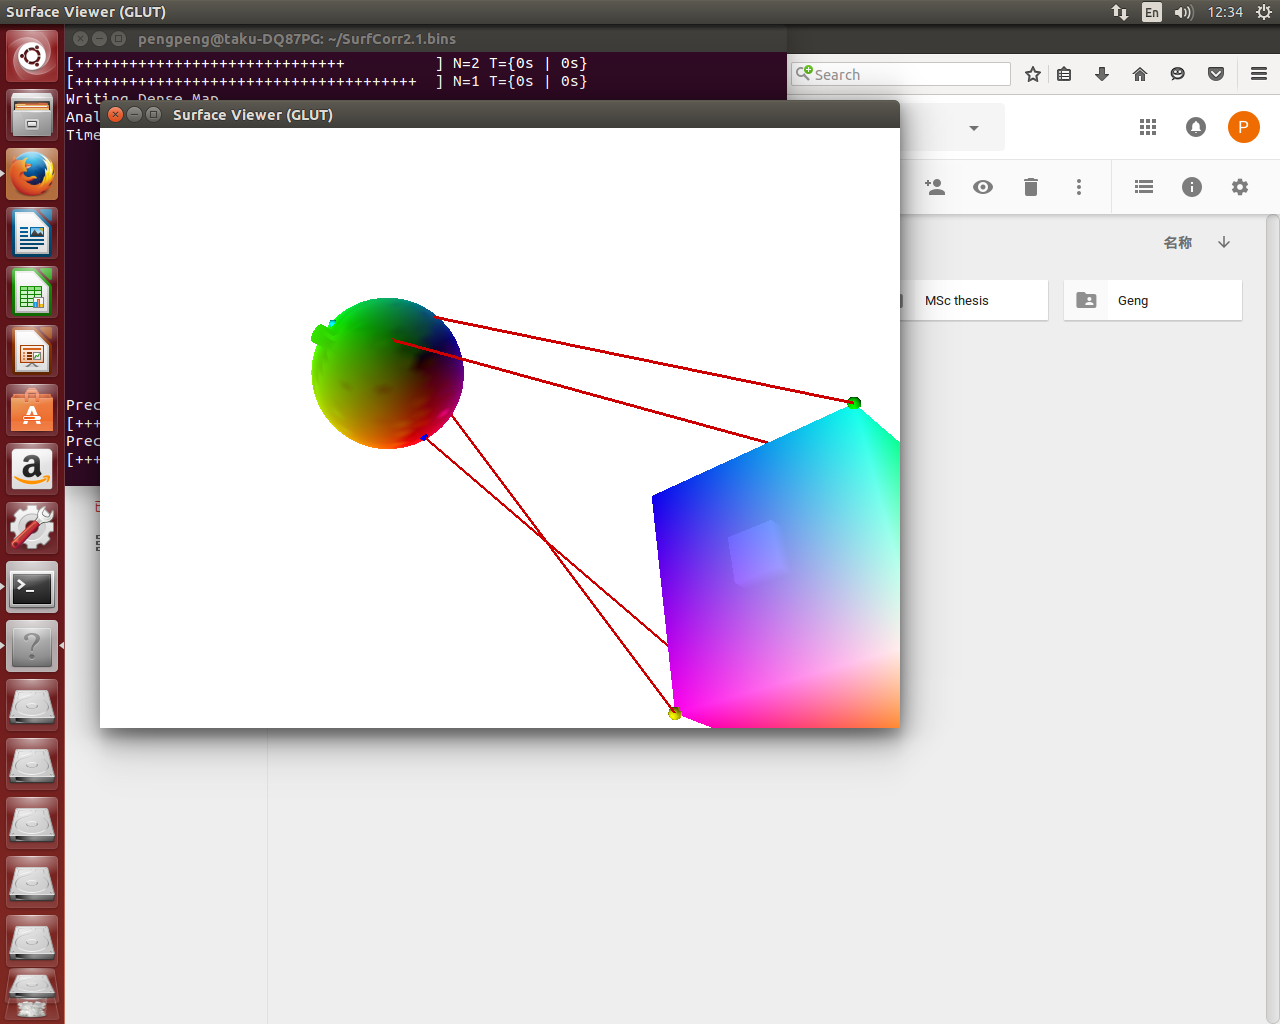 Surface Viewer (GLUT)
En
12:34
pengpeng@taku-DQ87PG: ~/SurfCorr2.1.bins
[++++++++++++++++++++++++++++++          ] N=2 T={0s | 0s}
[++++++++++++++++++++++++++++++++++++++  ] N=1 T={0s | 0s}
Writing Dense Map
Anal
Time
Surface Viewer (GLUT)
Search
P
名称
MSc thesis
Geng
Prec
[+++
Prec
[+++